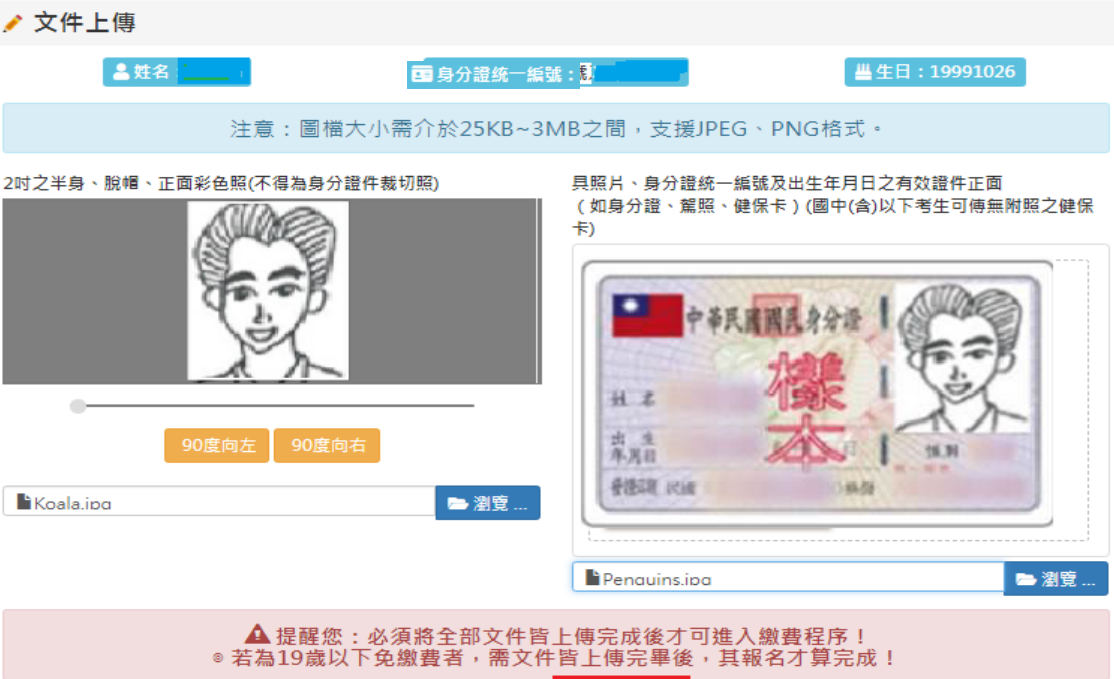 文件上傳
姓名
身分證統一編號：
生日：19991026
注意：圖檔大小需介於25KB~3MB之間，支援JPEG、PNG格式。
2吋之半身、脫帽、正面彩色照(不得為身分證件裁切照)
90度向左
90度向右
Koala.jpg
瀏覽 ...
具照片、身分證統一編號及出生年月日之有效證件正面
（如身分證、駕照、健保卡）(國中(含)以下考生可傳無附照之健保
卡)
中華民國國民身分證
樣本
姓名
出生
年月日
日
性別
發證日期 民國
換發
Penguins.jpg
瀏覽 ...
提醒您：必須將全部文件皆上傳完成後才可進入繳費程序！
◎若為19歲以下免繳費者，需文件皆上傳完畢後，其報名才算完成！